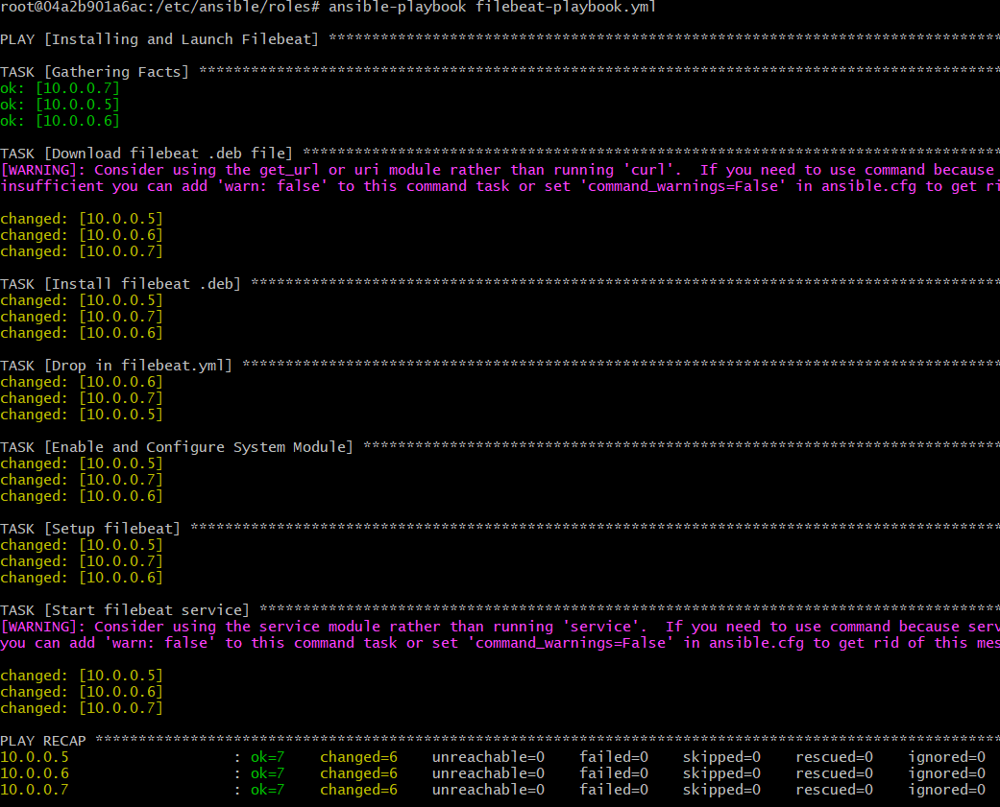 root@04a2b901a6ac:/etc/ansible/roles# ansible-playbook filebeat-playbook.yml
PLAY [Installing and Launch Filebeat] ******************************************************************************
TASK [Gathering Facts] *********************************************************************************************
ok: [10.0.0.7]
ok: [10.0.0.5]
ok: [10.0.0.6]
TASK [Download filebeat .deb file] *********************************************************************************
[WARNING]: Consider using the get_url or uri module rather than running 'curl'.  If you need to use command because
insufficient you can add 'warn: false' to this command task or set 'command_warnings=False' in ansible.cfg to get ri
changed: [10.0.0.5]
changed: [10.0.0.6]
changed: [10.0.0.7]
TASK [Install filebeat .deb] ***************************************************************************************
changed: [10.0.0.5]
changed: [10.0.0.7]
changed: [10.0.0.6]
TASK [Drop in filebeat.yml] ****************************************************************************************
changed: [10.0.0.6]
changed: [10.0.0.7]
changed: [10.0.0.5]
TASK [Enable and Configure System Module] **************************************************************************
changed: [10.0.0.5]
changed: [10.0.0.7]
changed: [10.0.0.6]
TASK [Setup filebeat] **********************************************************************************************
changed: [10.0.0.5]
changed: [10.0.0.7]
changed: [10.0.0.6]
TASK [Start filebeat service] **************************************************************************************
[WARNING]: Consider using the service module rather than running 'service'.  If you need to use command because serv
you can add 'warn: false' to this command task or set 'command_warnings=False' in ansible.cfg to get rid of this mes
changed: [10.0.0.5]
changed: [10.0.0.6]
changed: [10.0.0.7]
PLAY RECAP *********************************************************************************************************
10.0.0.5                   : ok=7    changed=6    unreachable=0    failed=0    skipped=0    rescued=0    ignored=0
10.0.0.6                   : ok=7    changed=6    unreachable=0    failed=0    skipped=0    rescued=0    ignored=0
10.0.0.7                   : ok=7    changed=6    unreachable=0    failed=0    skipped=0    rescued=0    ignored=0